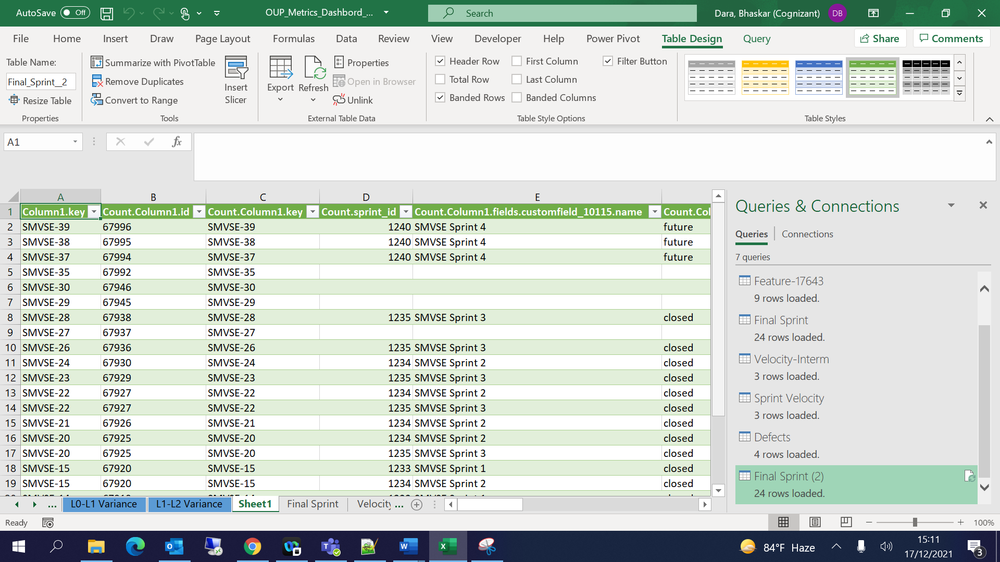 AutoSave Off OUP_Metrics_Dashbord_... Search Dara, Bhaskar (Cognizant) DB
File Home Insert Draw Page Layout Formulas Data Review View Developer Help Power Pivot Table Design Query Share Comments
Table Name:
Final_Sprint__2
Resize Table
Properties
Summarize with PivotTable
Remove Duplicates
Convert to Range
Tools
Insert Slicer
Export
Refresh
Properties
Open in Browser
Unlink
External Table Data
Header Row First Column Filter Button
Total Row Last Column
Banded Rows Banded Columns
Table Style Options
Table Styles
A1 fx
A B C D E
1 Column1.key Count.Column1.id Count.Column1.key Count.sprint_id Count.Column1.fields.customfield_10115.name Count.Col
2 SMVSE-39 67996 SMVSE-39 1240 SMVSE Sprint 4 future
3 SMVSE-38 67995 SMVSE-38 1240 SMVSE Sprint 4 future
4 SMVSE-37 67994 SMVSE-37 1240 SMVSE Sprint 4 future
5 SMVSE-35 67992 SMVSE-35
6 SMVSE-30 67946 SMVSE-30
7 SMVSE-29 67945 SMVSE-29
8 SMVSE-28 67938 SMVSE-28 1235 SMVSE Sprint 3 closed
9 SMVSE-27 67937 SMVSE-27
10 SMVSE-26 67936 SMVSE-26 1235 SMVSE Sprint 3 closed
11 SMVSE-24 67930 SMVSE-24 1234 SMVSE Sprint 2 closed
12 SMVSE-23 67929 SMVSE-23 1235 SMVSE Sprint 3 closed
13 SMVSE-22 67927 SMVSE-22 1234 SMVSE Sprint 2 closed
14 SMVSE-22 67927 SMVSE-22 1235 SMVSE Sprint 3 closed
15 SMVSE-21 67926 SMVSE-21 1234 SMVSE Sprint 2 closed
16 SMVSE-20 67925 SMVSE-20 1234 SMVSE Sprint 2 closed
17 SMVSE-20 67925 SMVSE-20 1235 SMVSE Sprint 3 closed
18 SMVSE-15 67920 SMVSE-15 1233 SMVSE Sprint 1 closed
19 SMVSE-15 67920 SMVSE-15 1234 SMVSE Sprint 2 closed
Queries & Connections
Queries Connections
7 queries
Feature-17643
9 rows loaded.
Final Sprint
24 rows loaded.
Velocity-Interm
3 rows loaded.
Sprint Velocity
3 rows loaded.
Defects
4 rows loaded.
Final Sprint (2)
24 rows loaded.
... L0-L1 Variance L1-L2 Variance Sheet1 Final Sprint Velocity ...
Ready 100%
84°F Haze 15:11
17/12/2021 3